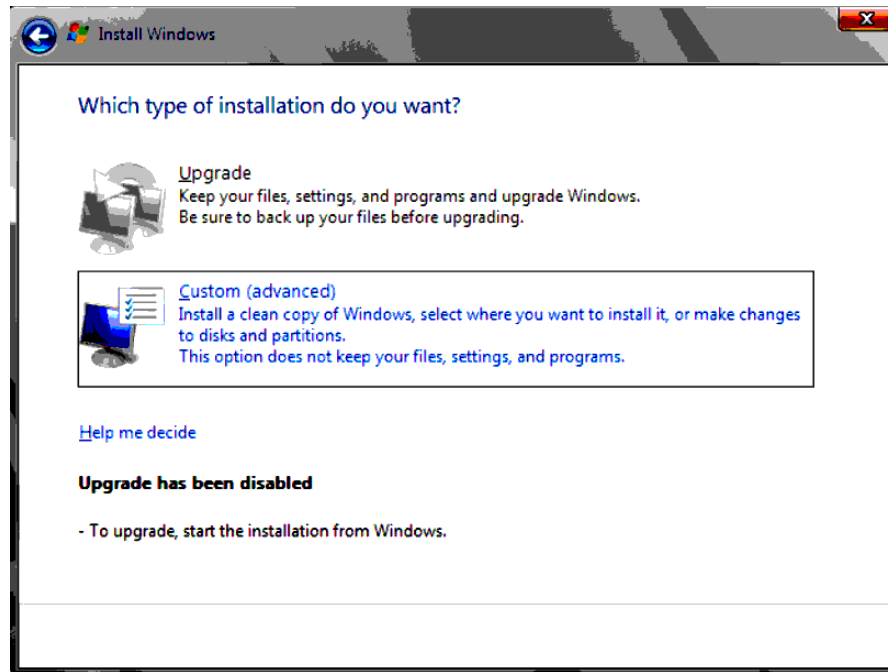 Install Windows
Which type of installation do you want?
Upgrade
Keep your files, settings, and programs and upgrade Windows.
Be sure to back up your files before upgrading.
Custom (advanced)
Install a clean copy of Windows, select where you want to install it, or make changes
to disks and partitions.
This option does not keep your files, settings, and programs.
Help me decide
Upgrade has been disabled
- To upgrade, start the installation from Windows.